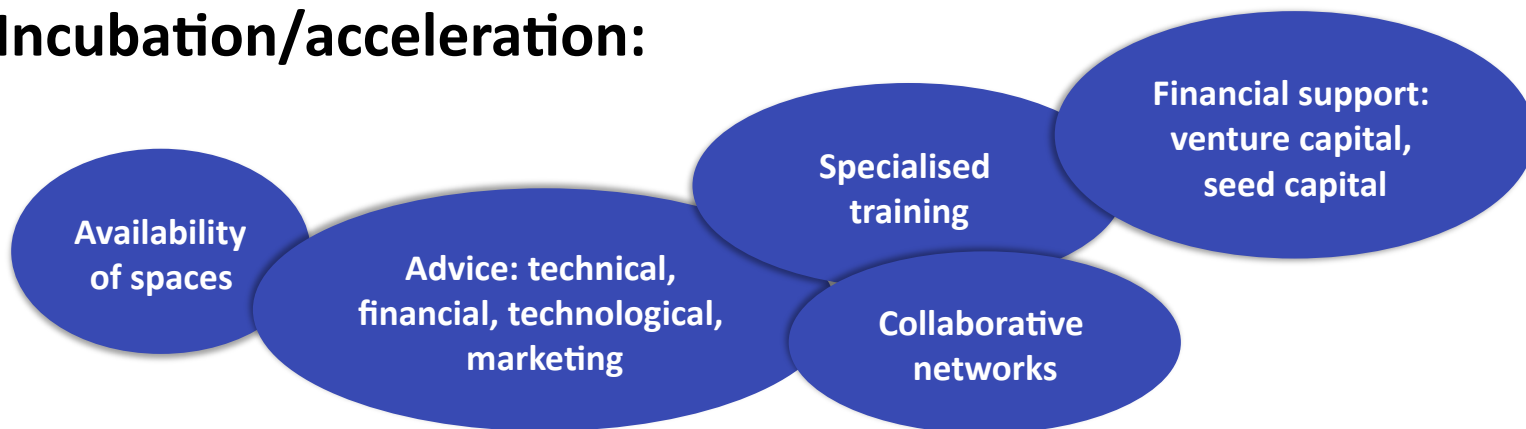 Incubation/acceleration:
Availability
of spaces
Advice: technical,
financial, technological,
marketing
Specialised
training
Collaborative
networks
Financial support:
venture capital,
seed capital